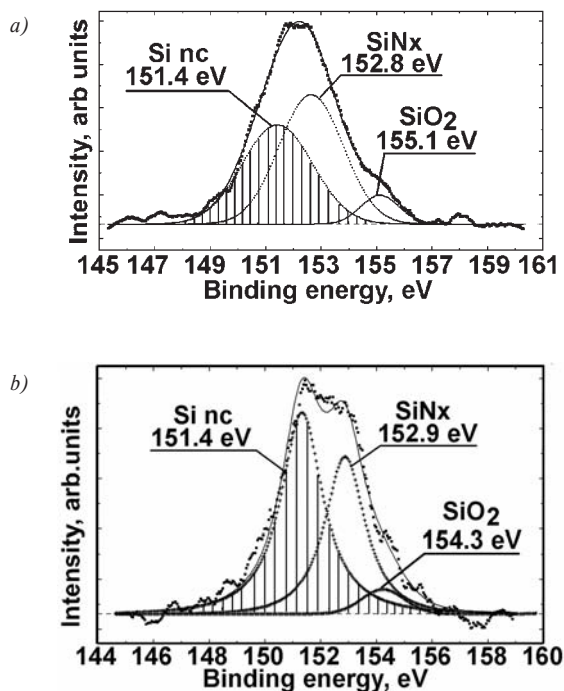 a)
Intensity, arb units
Si nc
151.4 eV
SiNx
152.8 eV
SiO2
155.1 eV
145 147 149 151 153 155 157 159 161
Binding energy, eV
b)
Intensity, arb.units
Si nc
151.4 eV
SiNx
152.9 eV
SiO2
154.3 eV
144 146 148 150 152 154 156 158 160
Binding energy, eV